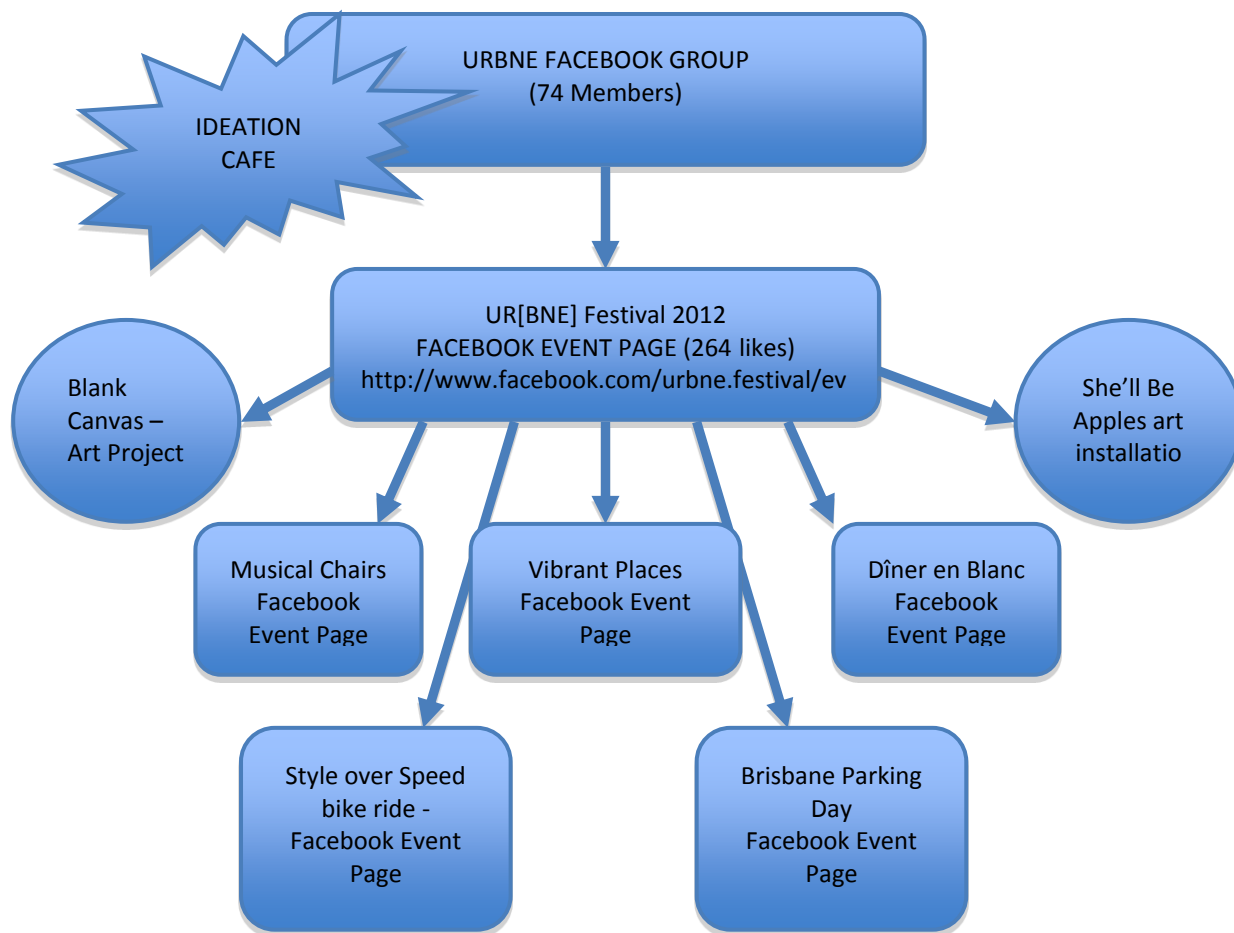 URBNE FACEBOOK GROUP
(74 Members)
IDEATION
CAFE
UR[BNE] Festival 2012
FACEBOOK EVENT PAGE (264 likes)
http://www.facebook.com/urbne.festival/ev
Blank
Canvas –
Art Project
She’ll Be
Apples art
installatio
Musical Chairs
Facebook
Event Page
Vibrant Places
Facebook Event
Page
Dîner en Blanc
Facebook
Event Page
Style over Speed
bike ride -
Facebook Event
Page
Brisbane Parking
Day
Facebook Event
Page